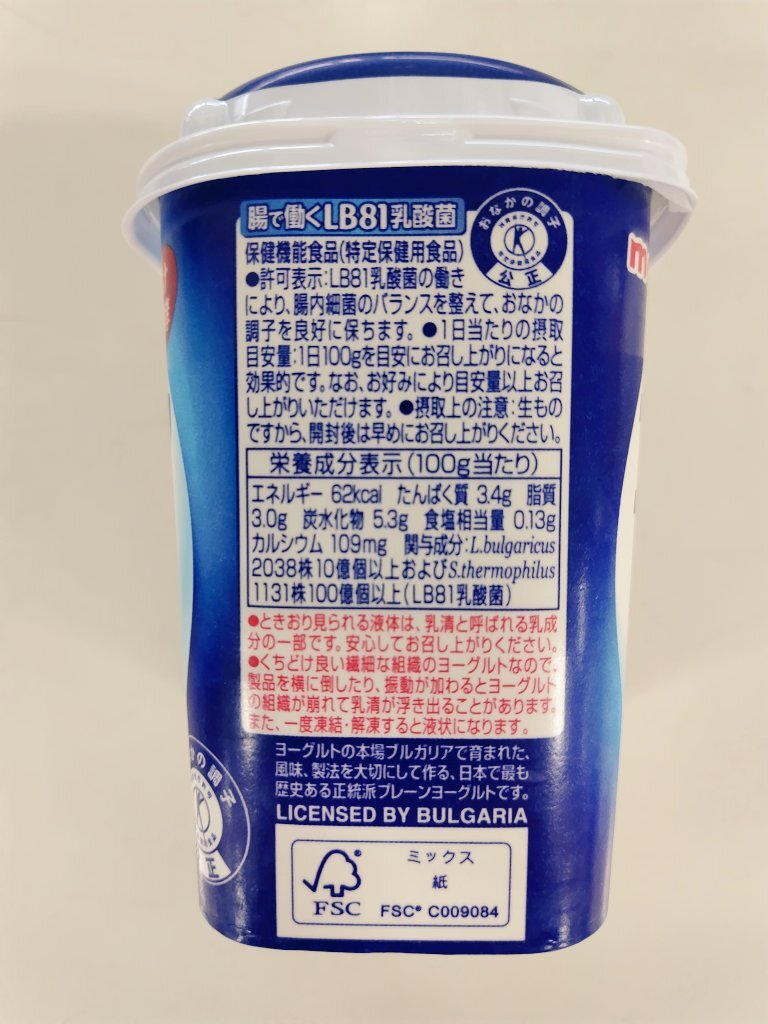 腸で働くLB81乳酸菌
おなかの調子
公正
保健機能食品(特定保健用食品)
●許可表示:LB81乳酸菌の働き
により、腸内細菌のバランスを整えて、おなかの
調子を良好に保ちます。●1日当たりの摂取
目安量:1日100gを目安にお召し上がりになると
効果的です。なお、お好みにより目安量以上お召
し上がりいただけます。●摂取上の注意:生もの
ですから、開封後は早めにお召し上がりください。
栄養成分表示(100g当たり)
エネルギー 62kcal たんぱく質 3.4g 脂質
3.0g 炭水化物 5.3g 食塩相当量 0.13g
カルシウム 109mg 関与成分:L.bulgaricus
2038株10億個以上およびS.thermophilus
1131株100億個以上(LB81乳酸菌)
●ときおり見られる液体は、乳清と呼ばれる乳成
分の一部です。安心してお召し上がりください。
●くちどけ良い繊細な組織のヨーグルトなので、
製品を横に倒したり、振動が加わるとヨーグルト
の組織が崩れて乳清が浮き出ることがあります。
また、一度凍結・解凍すると液状になります。
ヨーグルトの本場ブルガリアで育まれた、
風味、製法を大切にして作る、日本で最も
歴史ある正統派プレーンヨーグルトです。
LICENSED BY BULGARIA
ミックス
紙
FSC
FSC® C009084